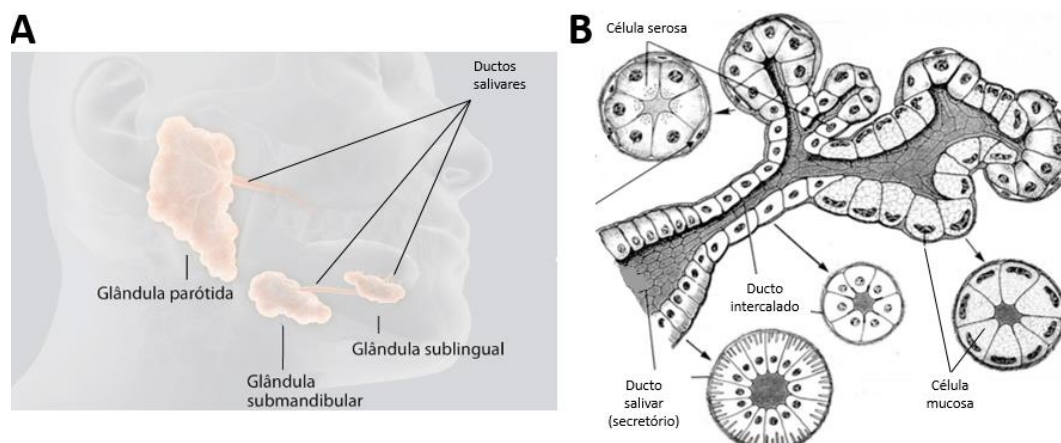 A
Ductos
salivares
Glândula parótida
Glândula sublingual
Glândula
submandibular
B
Célula serosa
Ducto
intercalado
Ducto
salivar
(secretório)
Célula
mucosa